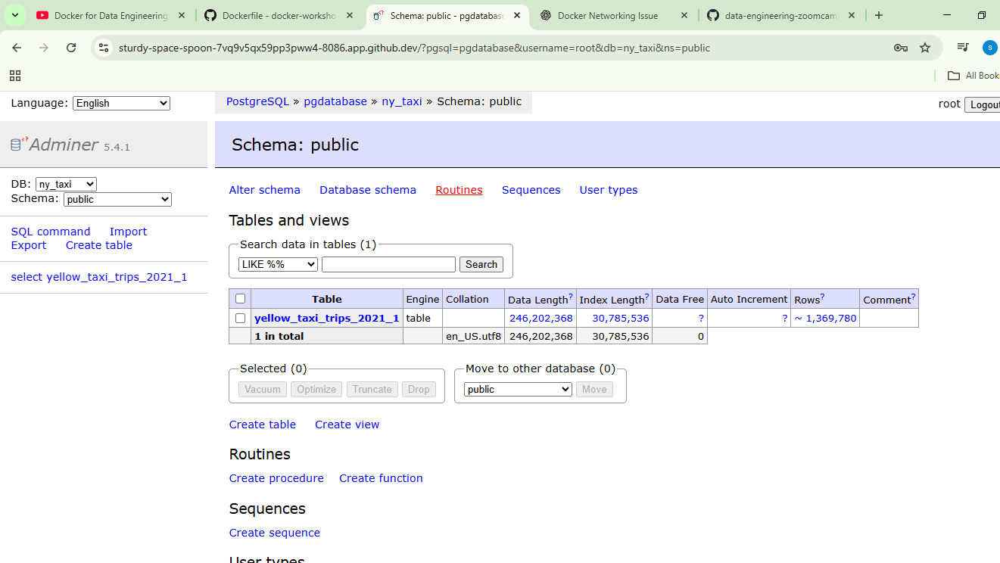 Docker for Data Engineering
Dockerfile - docker-worksho
Schema: public - pgdatabase
Docker Networking Issue
data-engineering-zoomcamp
sturdy-space-spoon-7vq9v5qx59pp3pww4-8086.app.github.dev/?pgsql=pgdatabase&username=root&db=ny_taxi&ns=public
s
All Book
Language: English
PostgreSQL » pgdatabase » ny_taxi » Schema: public
root Logout
Adminer 5.4.1
Schema: public
DB: ny_taxi
Schema: public
Alter schema Database schema Routines Sequences User types
SQL command Import
Export Create table
select yellow_taxi_trips_2021_1
Tables and views
Search data in tables (1)
LIKE %% Search
Table Engine Collation Data Length? Index Length? Data Free Auto Increment Rows? Comment?
yellow_taxi_trips_2021_1 table 246,202,368 30,785,536 ? ? ~ 1,369,780
1 in total en_US.utf8 246,202,368 30,785,536 0
Selected (0) Move to other database (0)
Vacuum Optimize Truncate Drop public Move
Create table Create view
Routines
Create procedure Create function
Sequences
Create sequence
User types